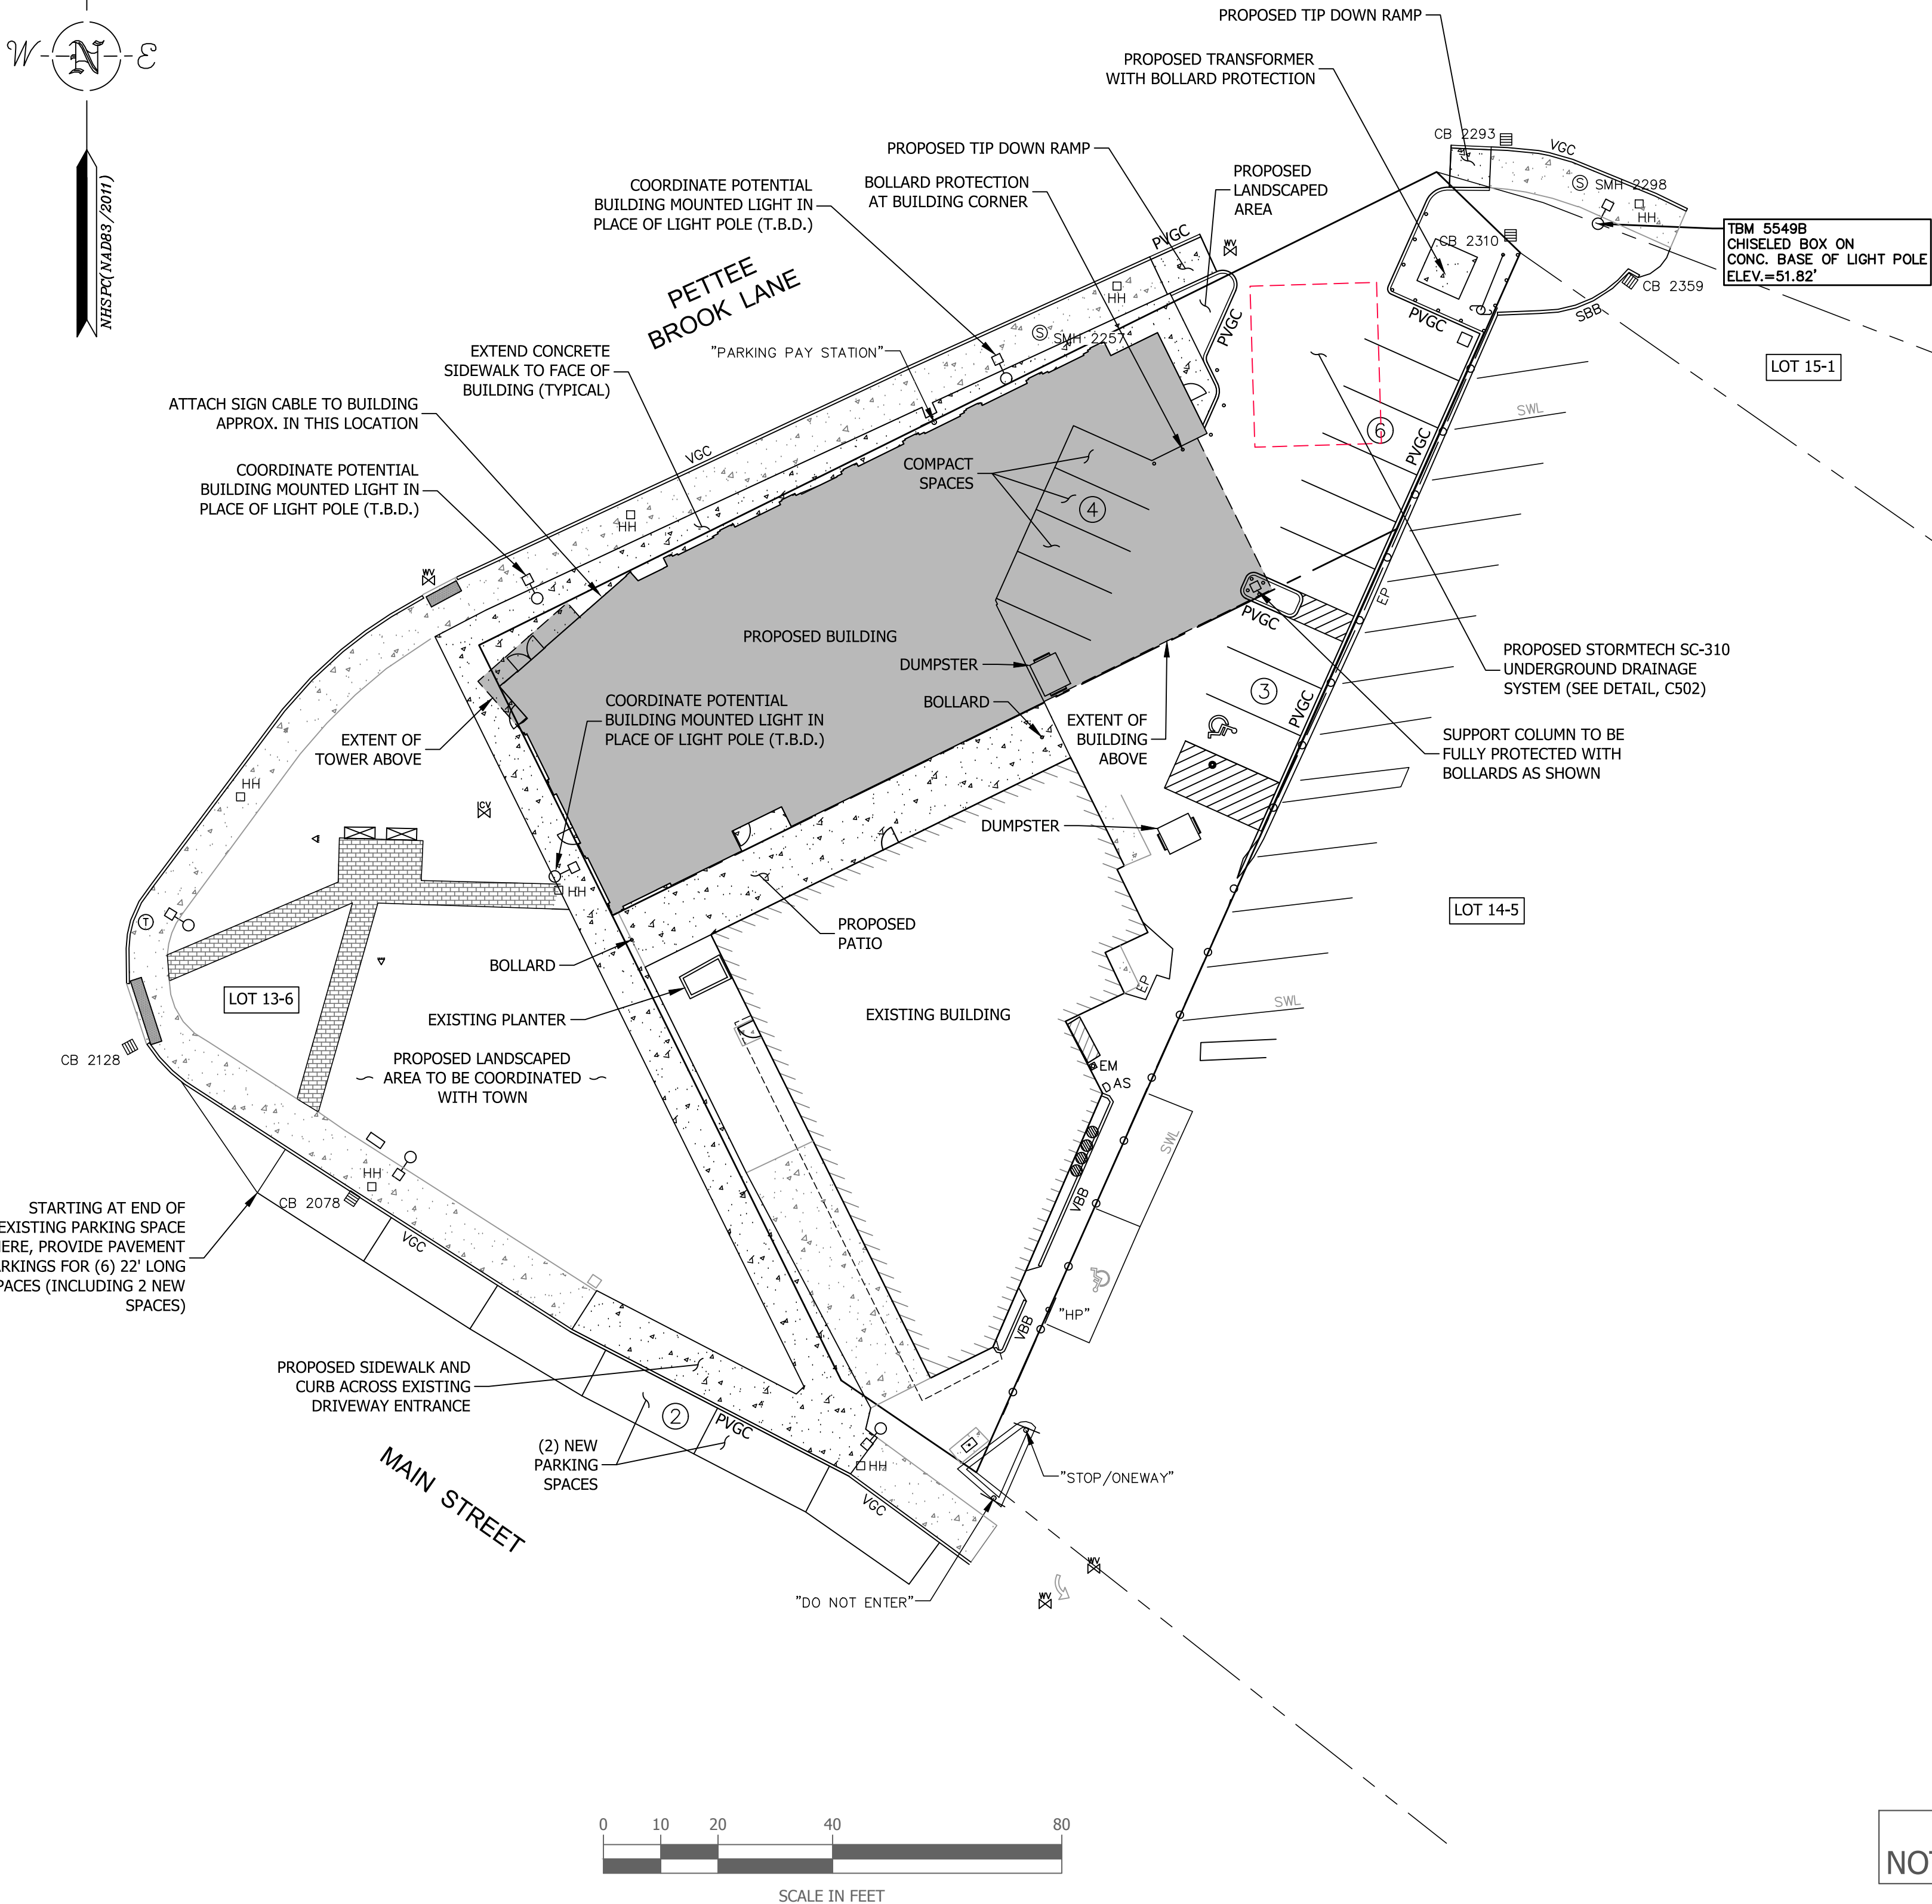 W
N
E
NHSPC(NAD83/2011)
PROPOSED TIP DOWN RAMP
PROPOSED TRANSFORMER
WITH BOLLARD PROTECTION
CB 2293
VGC
PROPOSED TIP DOWN RAMP
BOLLARD PROTECTION
AT BUILDING CORNER
PROPOSED
LANDSCAPED
AREA
COORDINATE POTENTIAL
BUILDING MOUNTED LIGHT IN
PLACE OF LIGHT POLE (T.B.D.)
S
SMH 2298
HH
TBM 5549B
CHISELED BOX ON
CONC. BASE OF LIGHT POLE
ELEV.=51.82'
CB 2310
CB 2359
SBB
PVGC
WV
HH
PETTEE
BROOK LANE
S
SMH 2257
PVGC
PVGC
LOT 15-1
"PARKING PAY STATION"
EXTEND CONCRETE
SIDEWALK TO FACE OF
BUILDING (TYPICAL)
ATTACH SIGN CABLE TO BUILDING
APPROX. IN THIS LOCATION
SWL
6
PVGC
VGC
COMPACT
SPACES
COORDINATE POTENTIAL
BUILDING MOUNTED LIGHT IN
PLACE OF LIGHT POLE (T.B.D.)
4
HH
WV
EP
PVGC
PROPOSED BUILDING
DUMPSTER
PROPOSED STORMTECH SC-310
UNDERGROUND DRAINAGE
SYSTEM (SEE DETAIL, C502)
3
PVGC
COORDINATE POTENTIAL
BUILDING MOUNTED LIGHT IN
PLACE OF LIGHT POLE (T.B.D.)
BOLLARD
EXTENT OF
BUILDING
ABOVE
SUPPORT COLUMN TO BE
FULLY PROTECTED WITH
BOLLARDS AS SHOWN
EXTENT OF
TOWER ABOVE
HH
ICV
DUMPSTER
HH
LOT 14-5
T
PROPOSED
PATIO
BOLLARD
EP
LOT 13-6
SWL
EXISTING PLANTER
EXISTING BUILDING
CB 2128
PROPOSED LANDSCAPED
AREA TO BE COORDINATED
WITH TOWN
EM
AS
SWL
HH
CB 2078
VBB
STARTING AT END OF
EXISTING PARKING SPACE
HERE, PROVIDE PAVEMENT
ARKINGS FOR (6) 22' LONG
PACES (INCLUDING 2 NEW
SPACES)
VGC
"HP"
VBB
PROPOSED SIDEWALK AND
CURB ACROSS EXISTING
DRIVEWAY ENTRANCE
2
PVGC
(2) NEW
PARKING
SPACES
HH
"STOP/ONEWAY"
MAIN STREET
VGC
WV
"DO NOT ENTER"
WV
0 10 20 40 80
SCALE IN FEET
NOT